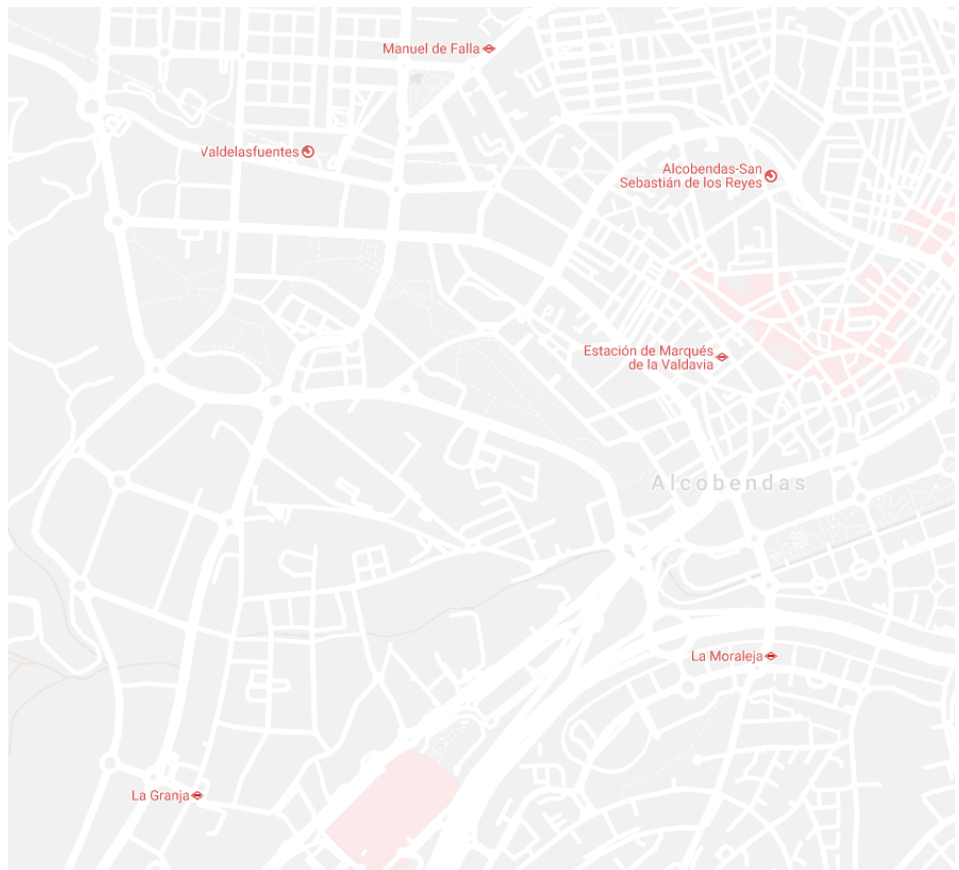 Manuel de Falla
Valdelasfuentes
Alcobendas-San
Sebastián de los Reyes
Estación de Marqués
de la Valdavia
Alcobendas
La Moraleja
La Granja